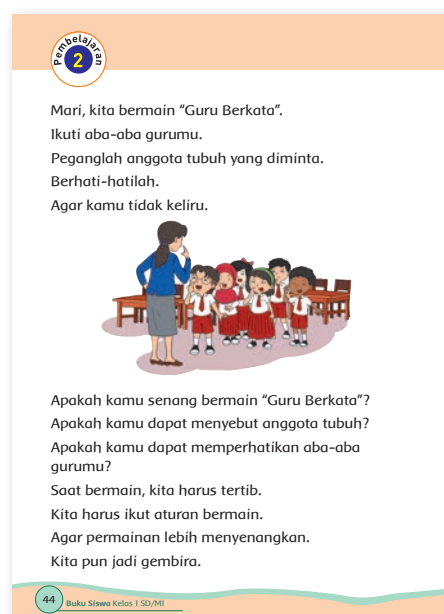 Pembelajaran
2
Mari, kita bermain “Guru Berkata”.
Ikuti aba-aba gurumu.
Peganglah anggota tubuh yang diminta.
Berhati-hatilah.
Agar kamu tidak keliru.
Apakah kamu senang bermain “Guru Berkata”?
Apakah kamu dapat menyebut anggota tubuh?
Apakah kamu dapat memperhatikan aba-aba
gurumu?
Saat bermain, kita harus tertib.
Kita harus ikut aturan bermain.
Agar permainan lebih menyenangkan.
Kita pun jadi gembira.
44 Buku Siswa Kelas 1 SD/MI